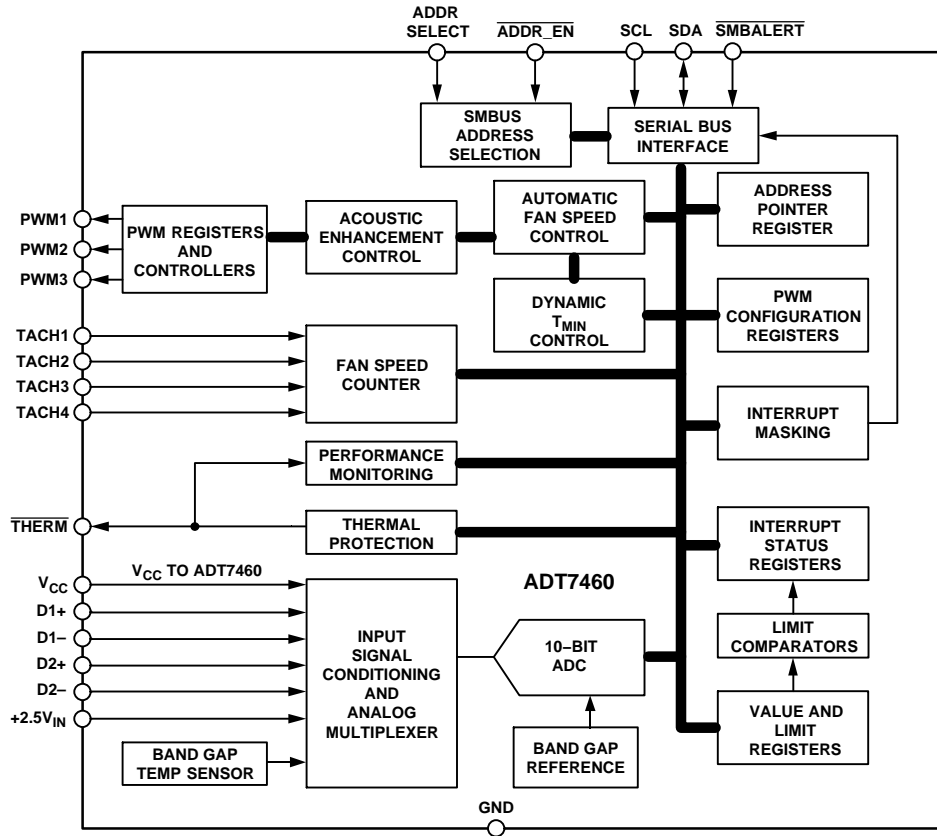 ADDR
SELECT
ADDR_EN
SCL
SDA
SMBALERT
SMBUS
ADDRESS
SELECTION
SERIAL BUS
INTERFACE
PWM1
PWM2
PWM3
PWM REGISTERS
AND
CONTROLLERS
ACOUSTIC
ENHANCEMENT
CONTROL
AUTOMATIC
FAN SPEED
CONTROL
ADDRESS
POINTER
REGISTER
DYNAMIC
TMIN
CONTROL
PWM
CONFIGURATION
REGISTERS
TACH1
TACH2
TACH3
TACH4
FAN SPEED
COUNTER
INTERRUPT
MASKING
PERFORMANCE
MONITORING
THERM
THERMAL
PROTECTION
INTERRUPT
STATUS
REGISTERS
VCC
VCC TO ADT7460
D1+
D1–
D2+
D2–
+2.5VIN
INPUT
SIGNAL
CONDITIONING
AND
ANALOG
MULTIPLEXER
ADT7460
10–BIT
ADC
LIMIT
COMPARATORS
VALUE AND
LIMIT
REGISTERS
BAND GAP
TEMP SENSOR
BAND GAP
REFERENCE
GND